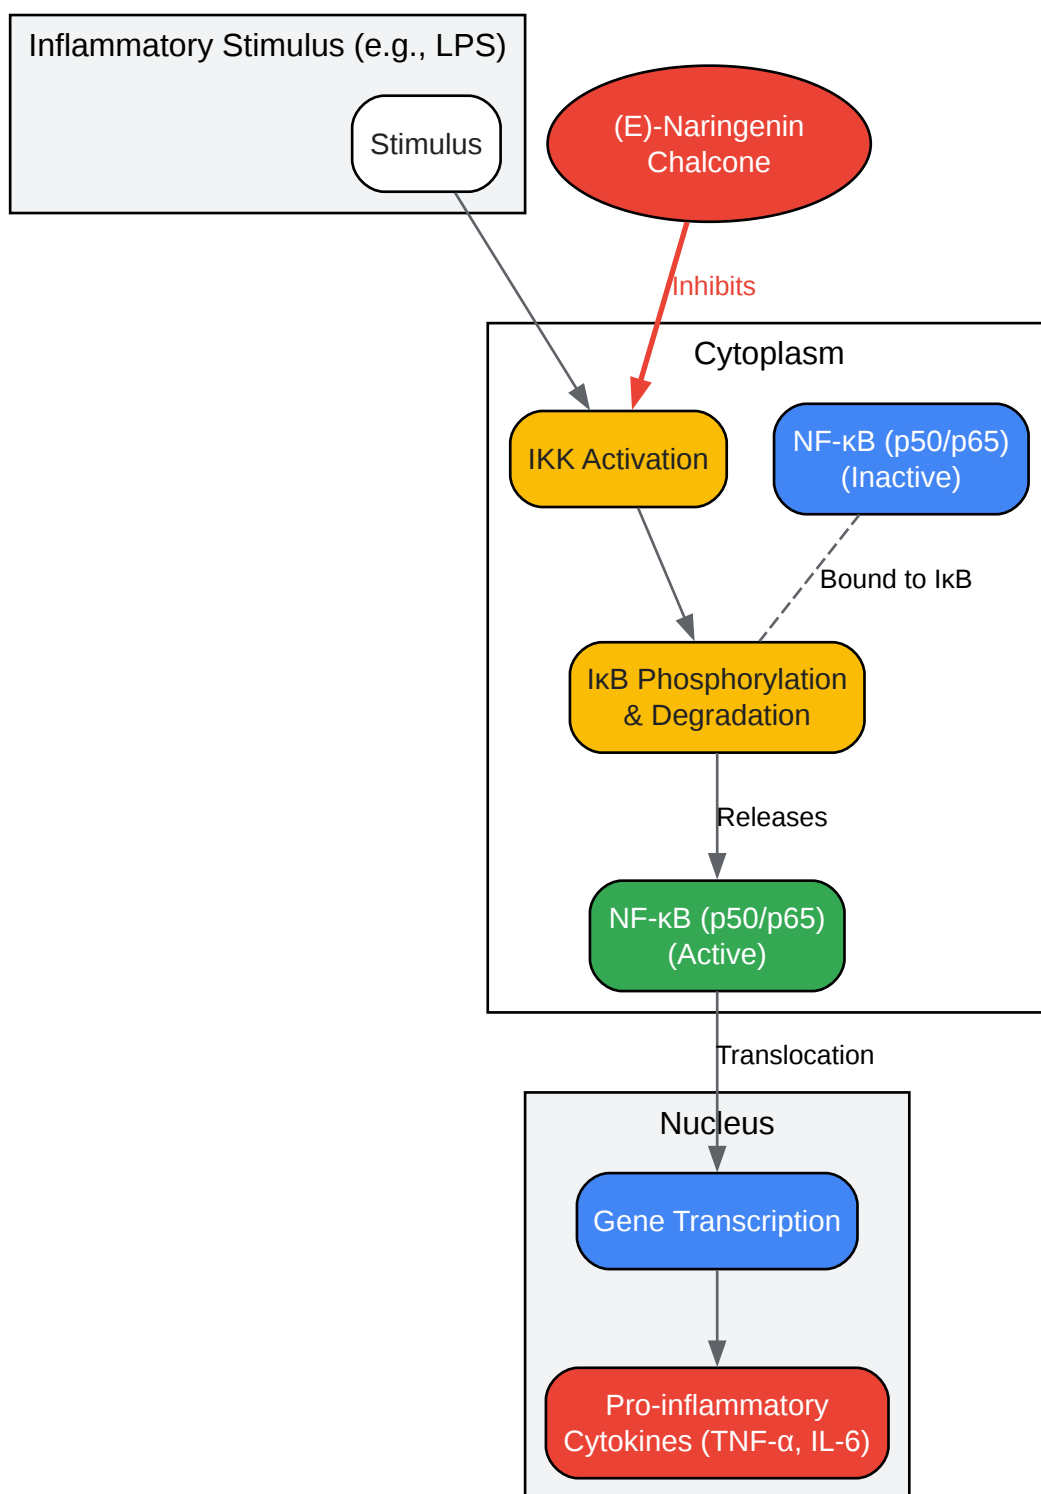 Inflammatory Stimulus (e.g., LPS)
Stimulus
(E)-Naringenin
Chalcone
Inhibits
Cytoplasm
IKK Activation
NF-κB (p50/p65)
(Inactive)
Bound to IκB
IκB Phosphorylation
& Degradation
Releases
NF-κB (p50/p65)
(Active)
Translocation
Nucleus
Gene Transcription
Pro-inflammatory
Cytokines (TNF-α, IL-6)